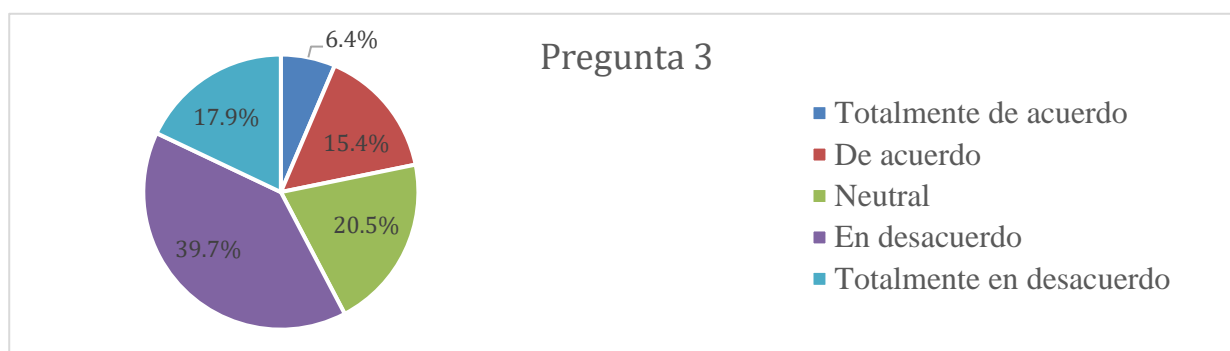 Pregunta 3
6.4%
15.4%
20.5%
39.7%
17.9%
Totalmente de acuerdo
De acuerdo
Neutral
En desacuerdo
Totalmente en desacuerdo